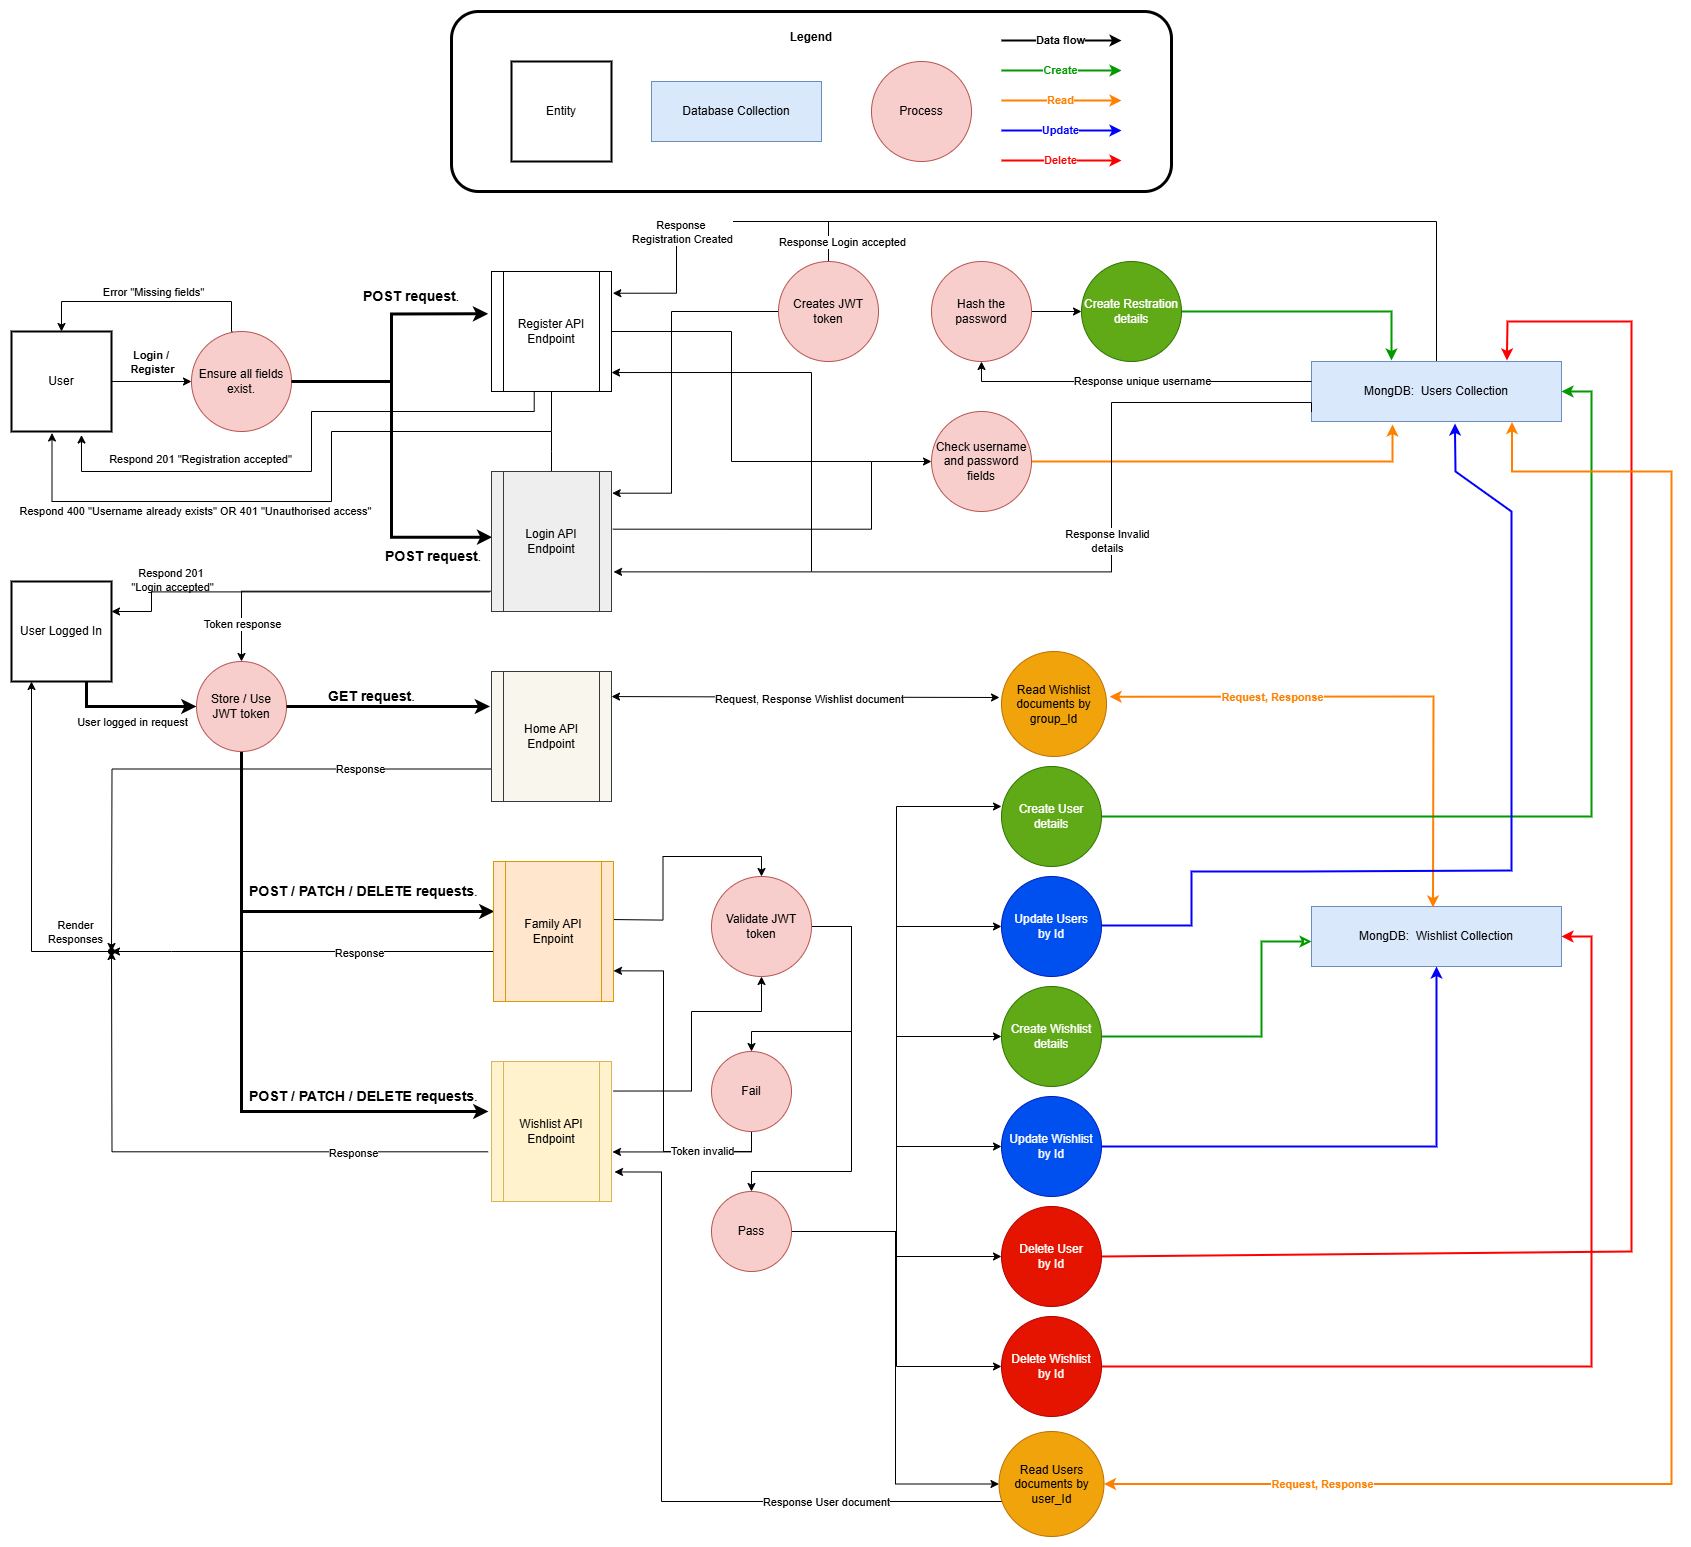 Legend
Entity
Database Collection
Process
Data flow
Create
Read
Update
Delete
Response
Registration Created
Response Login accepted
Error "Missing fields"
POST request.
Register API
Endpoint
Creates JWT
token
Hash the
password
Create Restration
details
User
Login /
Register
Ensure all fields
exist.
Response unique username
MongDB:  Users Collection
Respond 201 "Registration accepted"
Check username
and password
fields
Respond 400 "Username already exists" OR 401 "Unauthorised access"
Login API
Endpoint
POST request.
Response Invalid
details
Respond 201
"Login accepted"
User Logged In
Token response
Store / Use
JWT token
User logged in request
GET request.
Home API
Endpoint
Request, Response Wishlist document
Read Wishlist
documents by
group_Id
Request, Response
Response
Create User
details
POST / PATCH / DELETE requests.
Family API
Enpoint
Validate JWT
token
Update Users
by Id
Render
Responses
Response
MongDB:  Wishlist Collection
Create Wishlist
details
POST / PATCH / DELETE requests.
Wishlist API
Endpoint
Fail
Response
Token invalid
Update Wishlist
by Id
Pass
Delete User
by Id
Delete Wishlist
by Id
Read Users
documents by
user_Id
Request, Response
Response User document